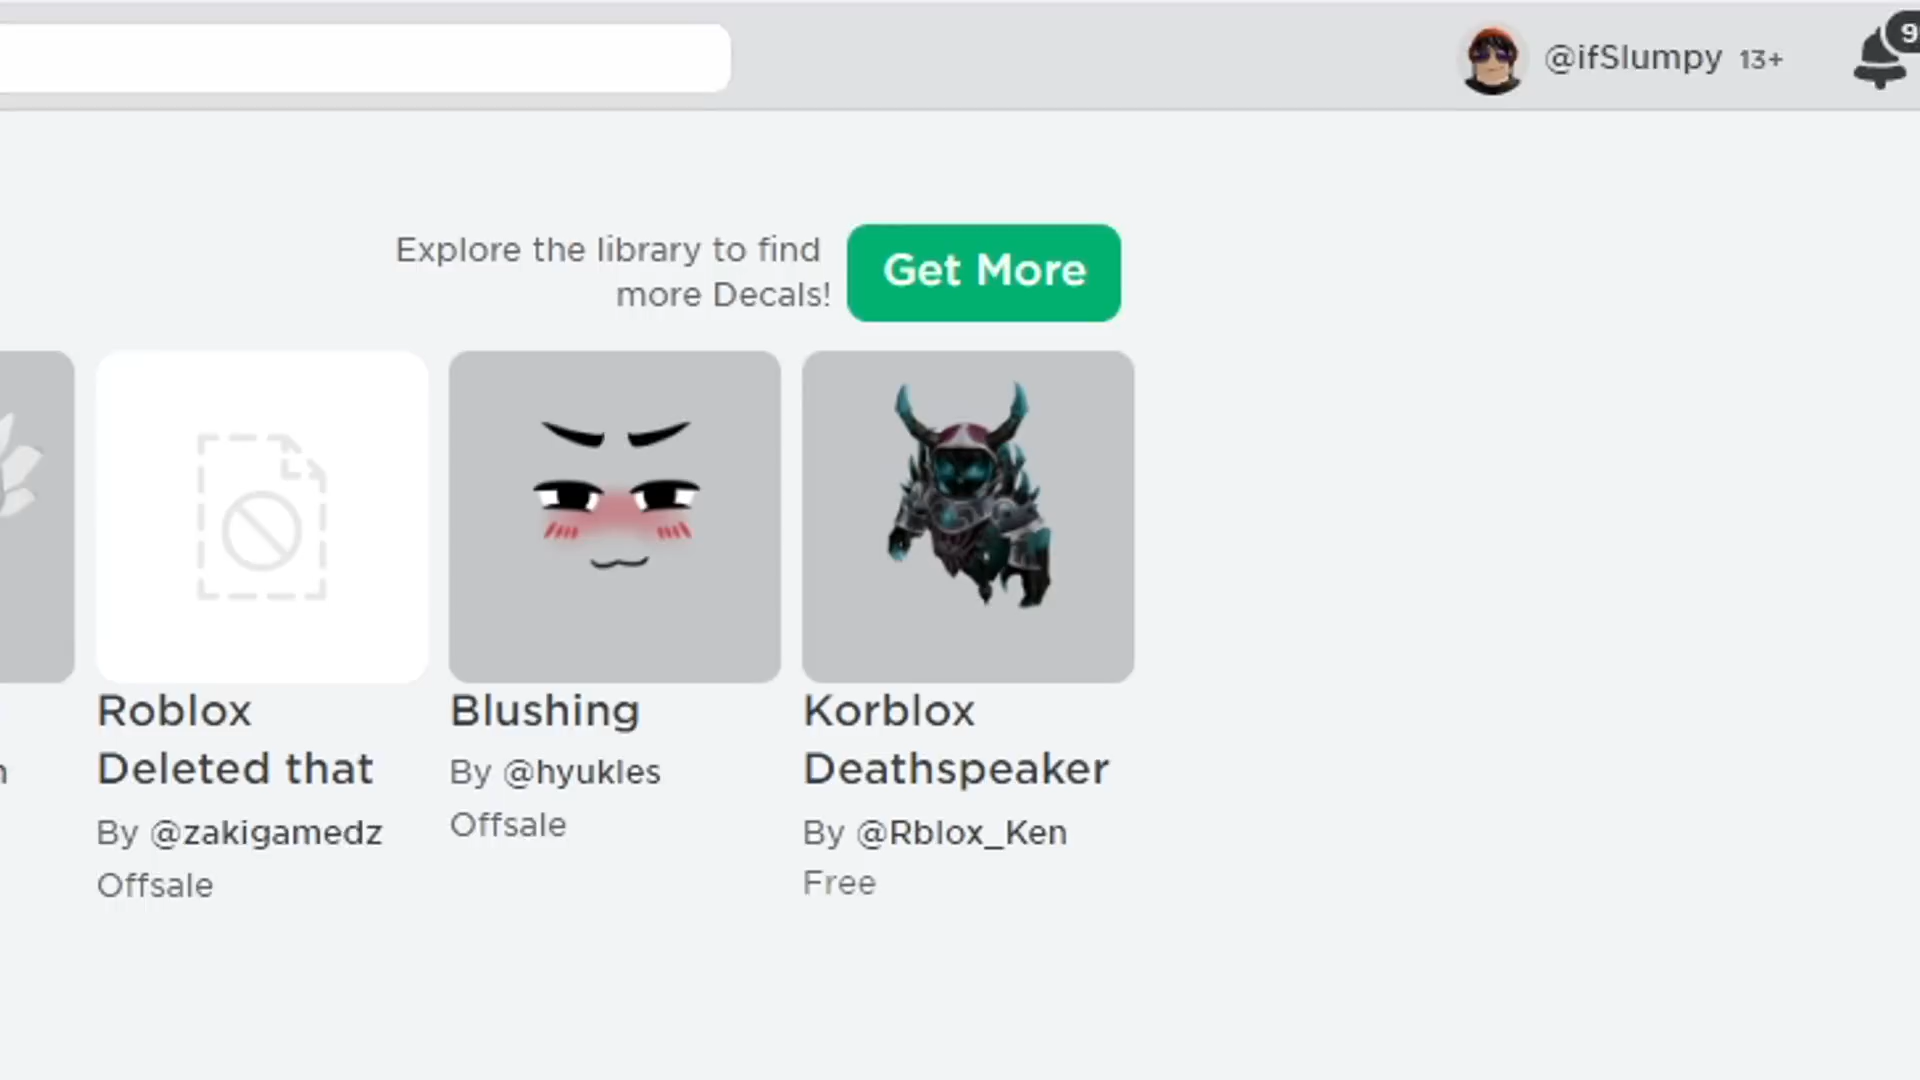 @ifSlumpy 13+
9
Explore the library to find
more Decals!
Get More
Roblox
Deleted that
By @zakigamedz
Offsale
Blushing
By @hyukles
Offsale
Korblox
Deathspeaker
By @Rblox_Ken
Free